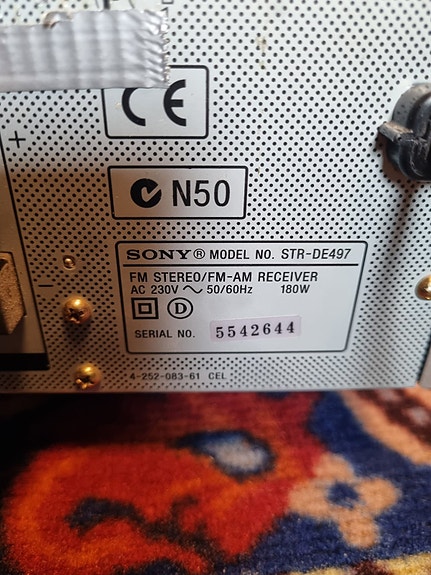 CE
+
N50
SONY® MODEL NO. STR-DE497
FM STEREO/FM-AM RECEIVER
AC 230V ～ 50/60Hz 180W
D
SERIAL NO. 5542644
−
4-252-083-61 CEL